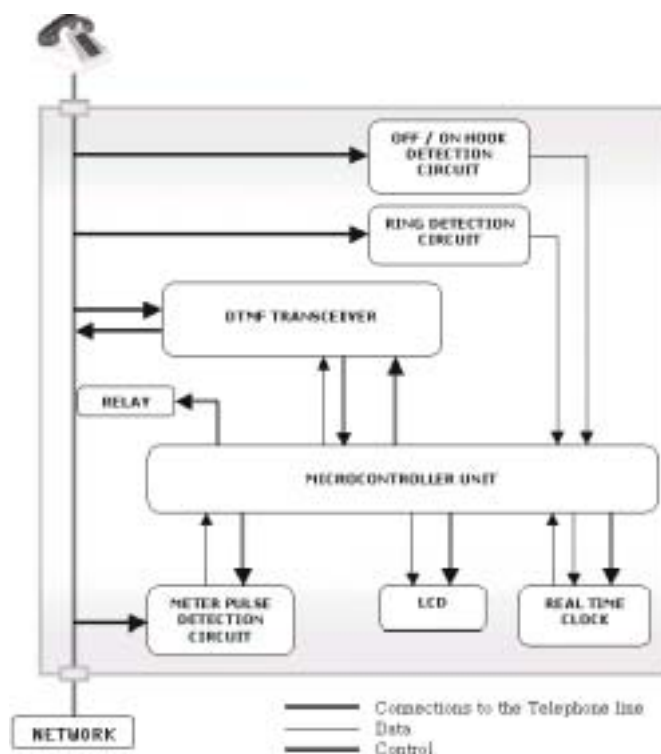 OFF / ON HOOK
DETECTION
CIRCUIT
RING DETECTION
CIRCUIT
DTMF TRANSCEIVER
RELAY
MICROCONTROLLER UNIT
METER PULSE
DETECTION
CIRCUIT
LCD
REAL TIME
CLOCK
NETWORK
Connections to the Telephone line
Data
Control